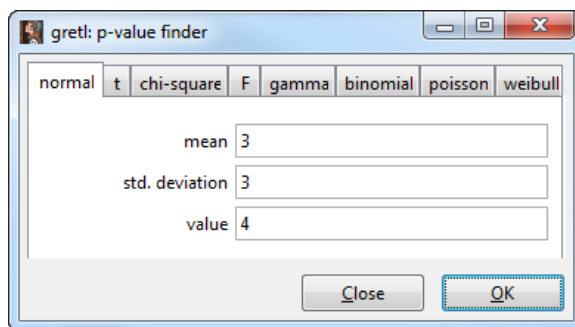 gretl: p-value finder
normal t chi-square F gamma binomial poisson weibull
mean 3
std. deviation 3
value 4
Close OK